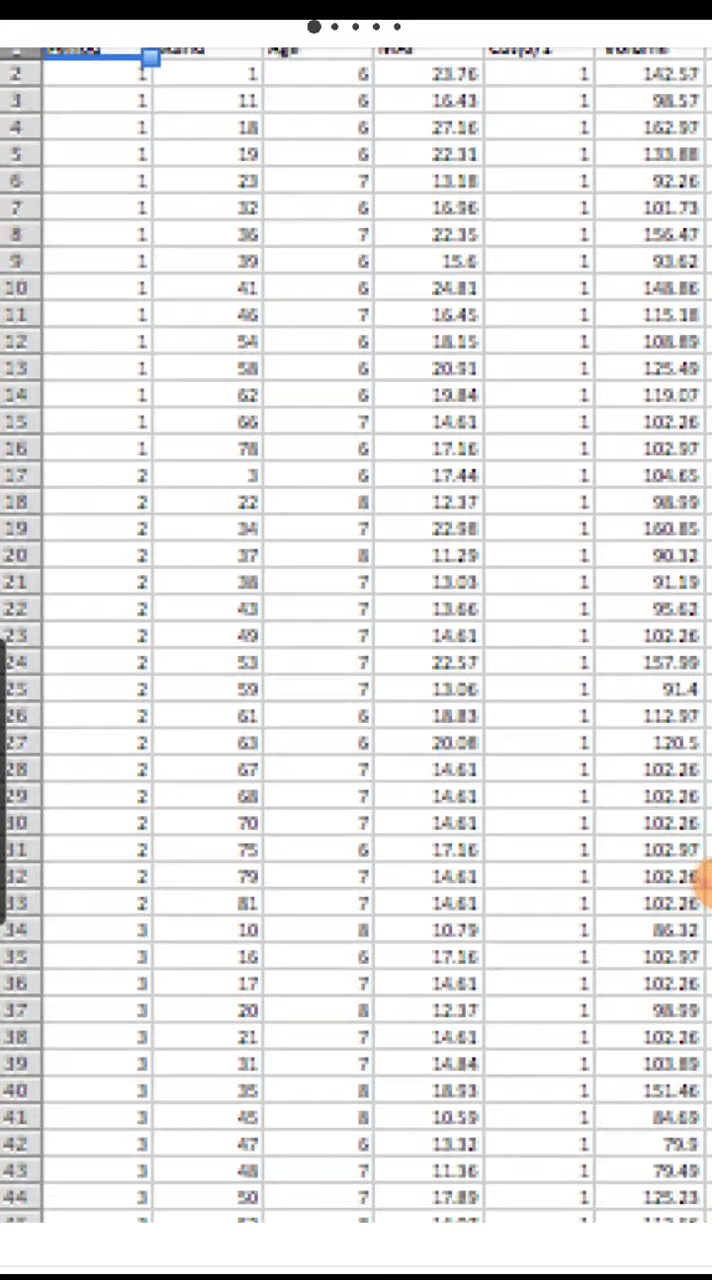 1 Period Stand Age MAI Cut(0/1 Volume
2 1 1 6 23.76 1 142.57
3 1 11 6 16.43 1 98.57
4 1 18 6 27.16 1 162.97
5 1 19 6 22.31 1 133.88
6 1 23 7 13.18 1 92.26
7 1 32 6 16.96 1 101.73
8 1 36 7 22.35 1 156.47
9 1 39 6 15.6 1 93.62
10 1 41 6 24.81 1 148.86
11 1 46 7 16.45 1 115.18
12 1 54 6 18.15 1 108.89
13 1 58 6 20.91 1 125.49
14 1 62 6 19.84 1 119.07
15 1 66 7 14.61 1 102.26
16 1 78 6 17.16 1 102.97
17 2 3 6 17.44 1 104.65
18 2 22 8 12.37 1 98.99
19 2 34 7 22.98 1 160.85
20 2 37 8 11.29 1 90.32
21 2 38 7 13.03 1 91.19
22 2 43 7 13.66 1 95.62
23 2 49 7 14.61 1 102.26
24 2 53 7 22.57 1 157.99
25 2 59 7 13.06 1 91.4
26 2 61 6 18.83 1 112.97
27 2 63 6 20.08 1 120.5
28 2 67 7 14.61 1 102.26
29 2 68 7 14.61 1 102.26
30 2 70 7 14.61 1 102.26
31 2 75 6 17.16 1 102.97
32 2 79 7 14.61 1 102.26
33 2 81 7 14.61 1 102.26
34 3 10 8 10.79 1 86.32
35 3 16 6 17.16 1 102.97
36 3 17 7 14.61 1 102.26
37 3 20 8 12.37 1 98.99
38 3 21 7 14.61 1 102.26
39 3 31 7 14.84 1 103.89
40 3 35 8 18.93 1 151.46
41 3 45 8 10.59 1 84.69
42 3 47 6 13.32 1 79.9
43 3 48 7 11.36 1 79.49
44 3 50 7 17.89 1 125.23